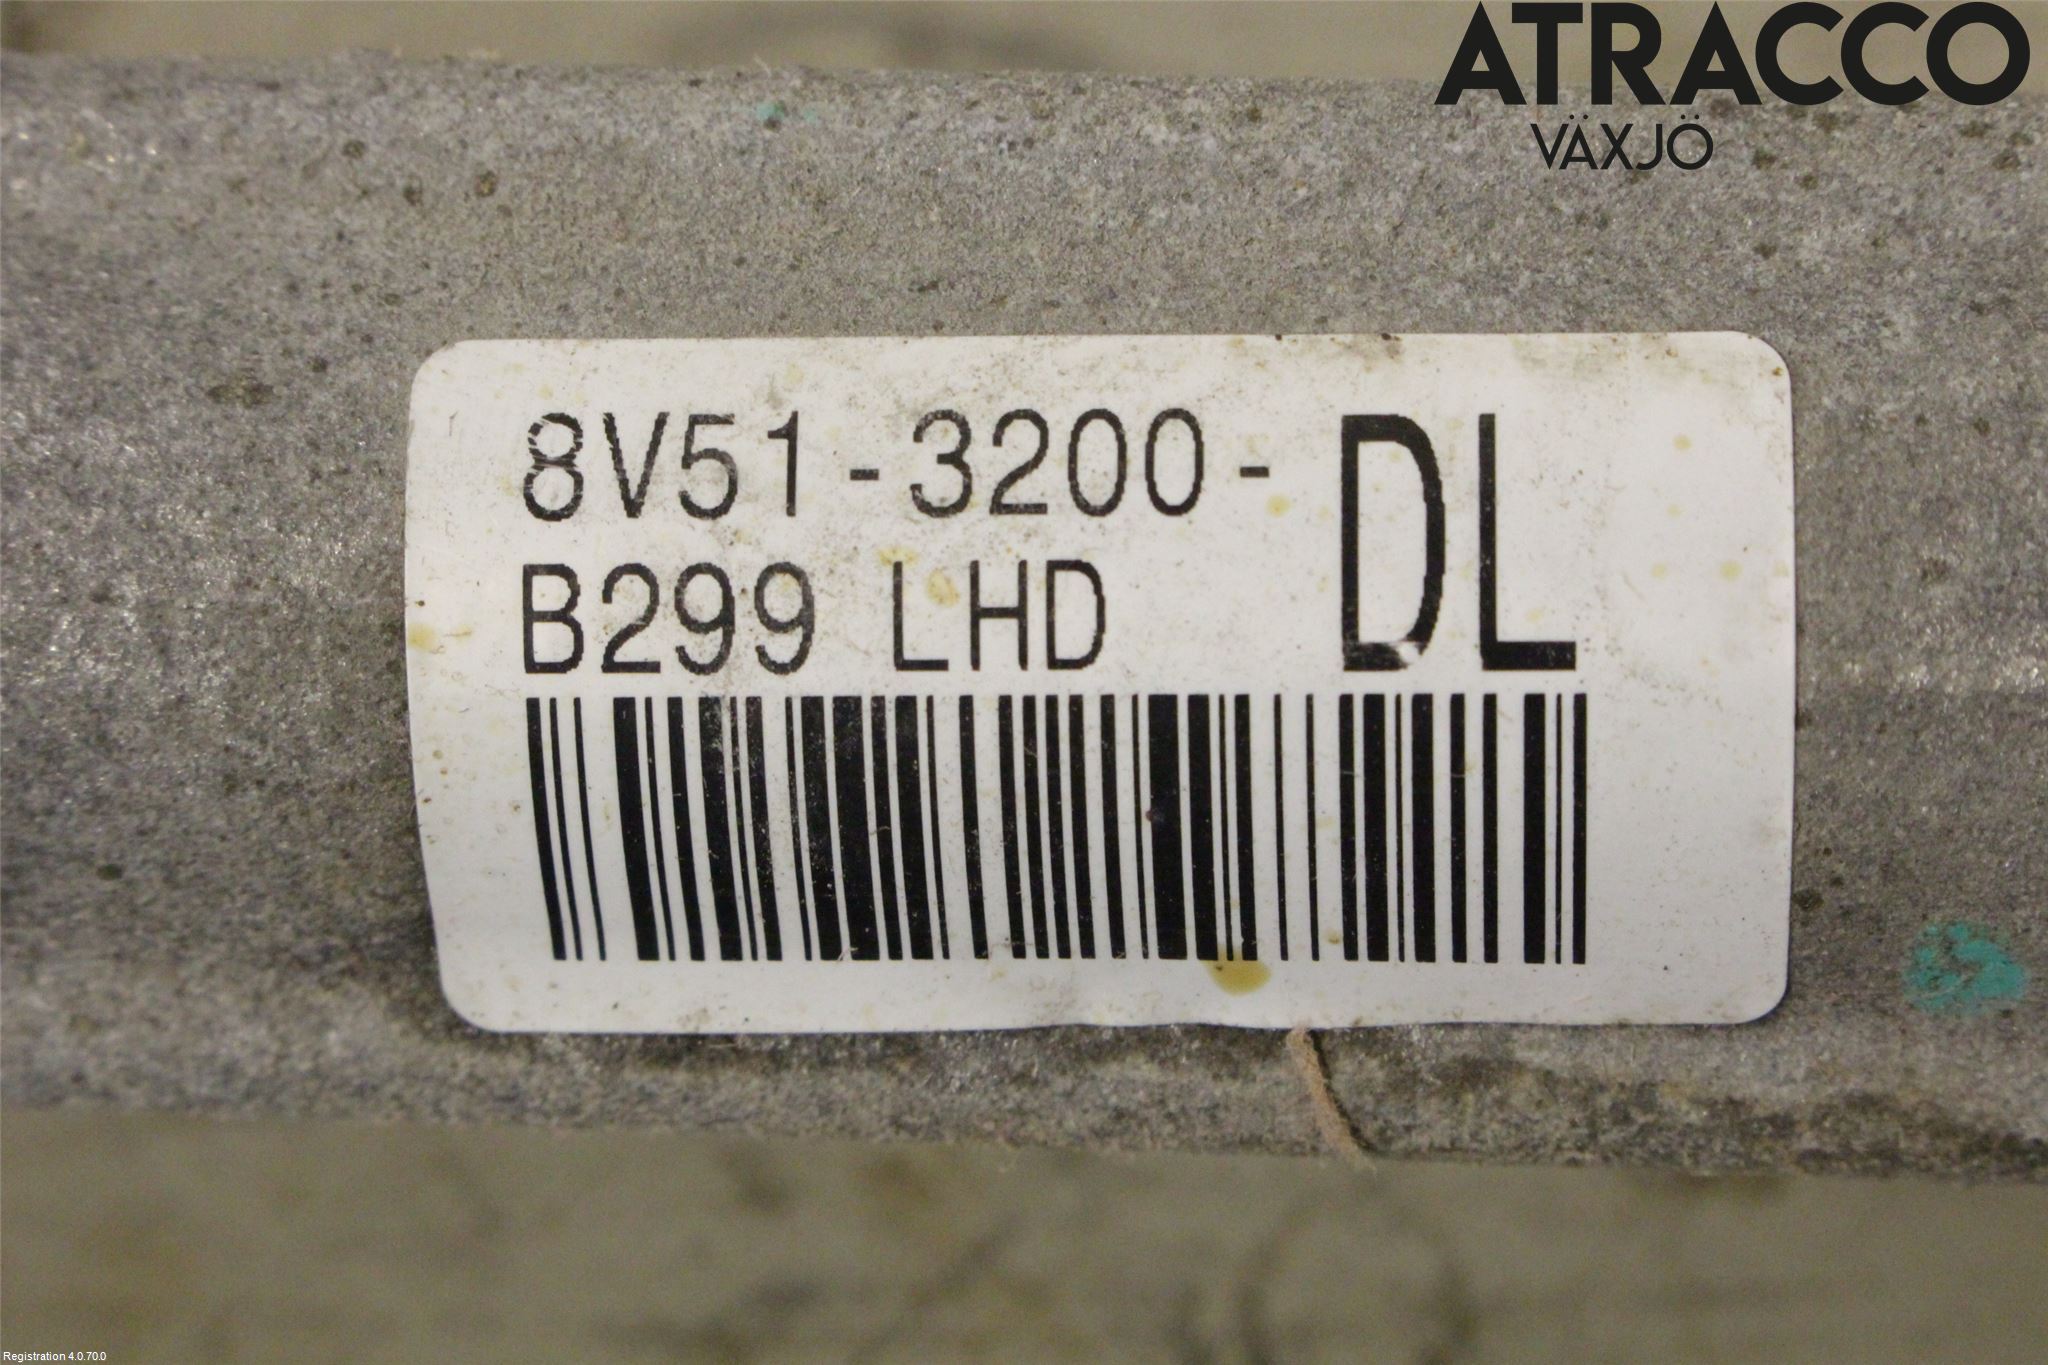 ATRACCO
VÄXJÖ
8V51-3200-DL
B299 LHD
Registration 4.0.70.0